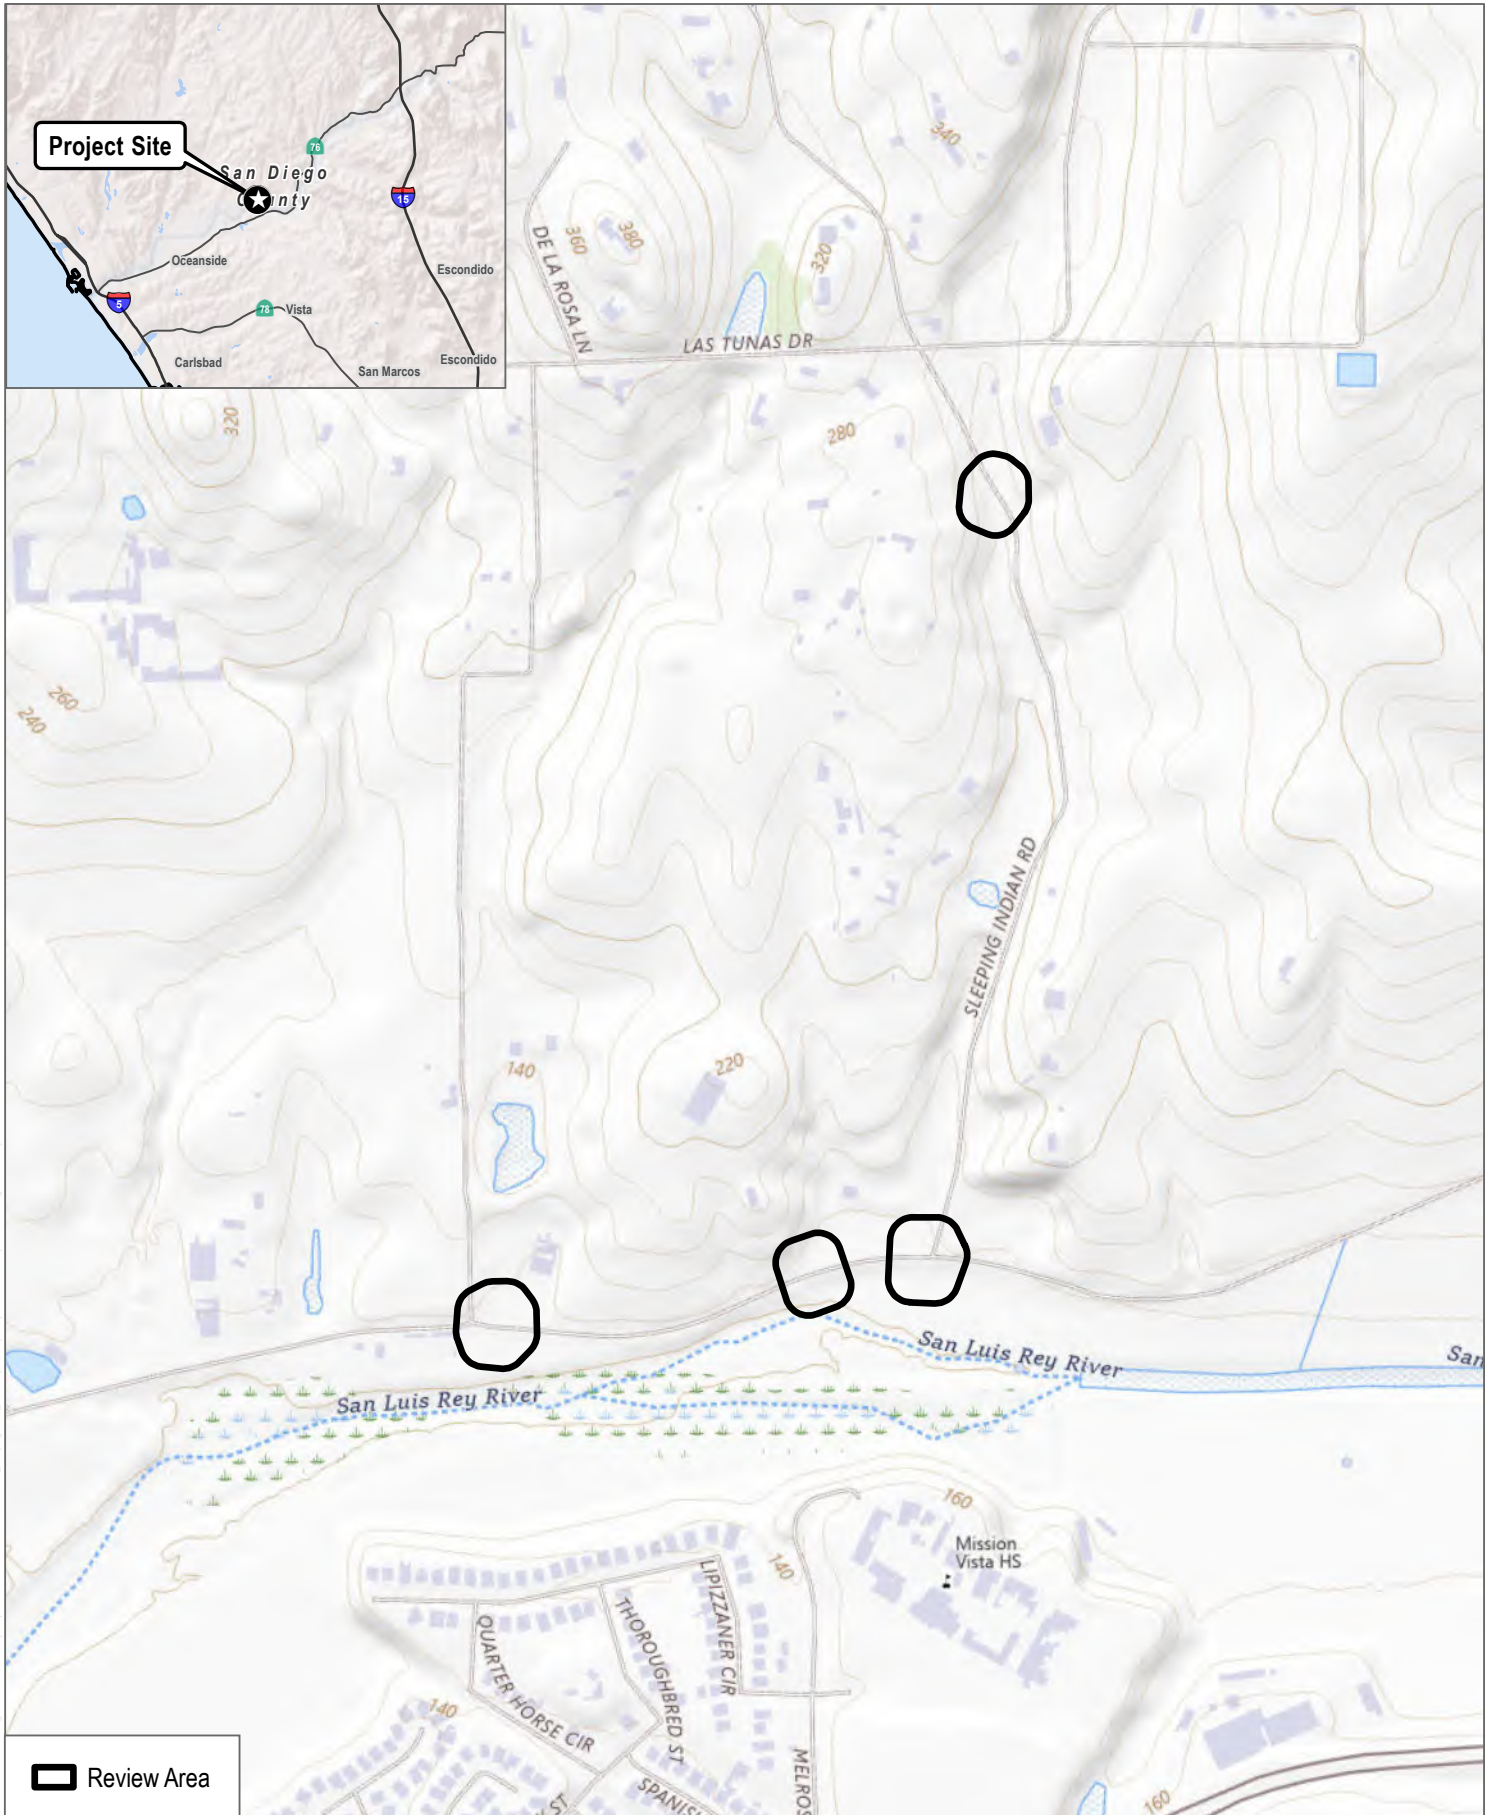 Project Site
76
San Diego
County
15
Oceanside
Escondido
5
78
Vista
Carlsbad
San Marcos
Escondido
340
360
380
320
DE LA ROSA LN
LAS TUNAS DR
320
280
260
240
SLEEPING INDIAN RD
140
220
San Luis Rey River
San
San Luis Rey River
160
Mission
Vista HS
140
LIPIZZANER CIR
THOROUGHBRED ST
QUARTER HORSE CIR
140
MELROS
SPANIS
ST
160
Review Area